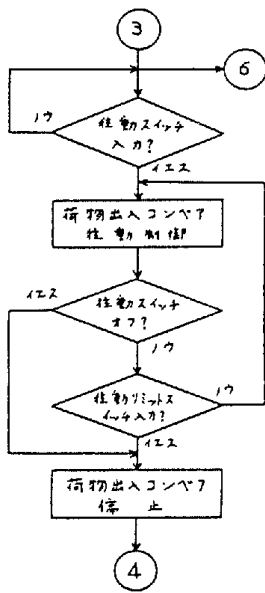 3
6
往動スイッチ
入力?
ノウ
イエス
荷物出入コンベア
往動制御
イエス
往動スイッチ
オフ?
ノウ
往動リミットス
イッチ入力?
ノウ
イエス
荷物出入コンベア
停止
4